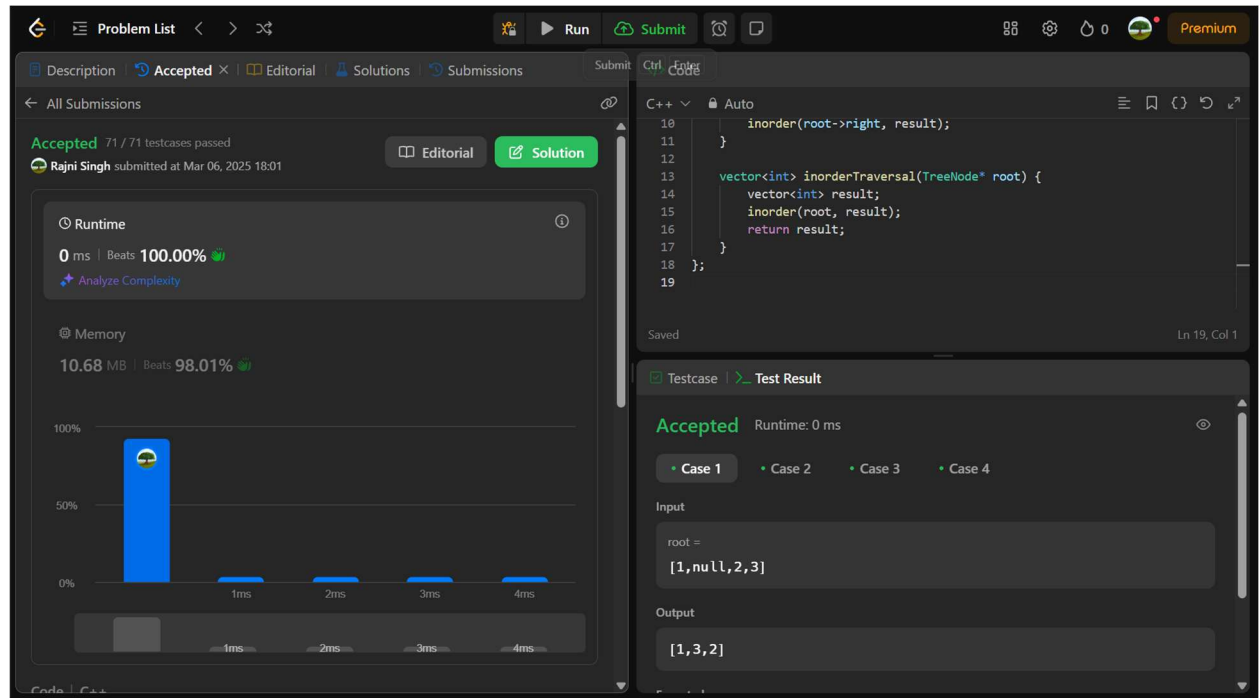 Problem List
Run
Submit
0
Premium
Submit Ctrl Enter
Description
Accepted
Editorial
Solutions
Submissions
All Submissions
Accepted 71 / 71 testcases passed
Rajni Singh submitted at Mar 06, 2025 18:01
Editorial
Solution
Runtime
0 ms | Beats 100.00%
Analyze Complexity
Memory
10.68 MB | Beats 98.01%
100%
50%
0%
1ms 2ms 3ms 4ms
1ms 2ms 3ms 4ms
Code | C++
Code
C++ Auto
10 inorder(root->right, result);
11 }
12
13 vector<int> inorderTraversal(TreeNode* root) {
14 vector<int> result;
15 inorder(root, result);
16 return result;
17 }
18 };
19
Saved Ln 19, Col 1
Testcase | >_ Test Result
Accepted Runtime: 0 ms
• Case 1 • Case 2 • Case 3 • Case 4
Input
root =
[1,null,2,3]
Output
[1,3,2]